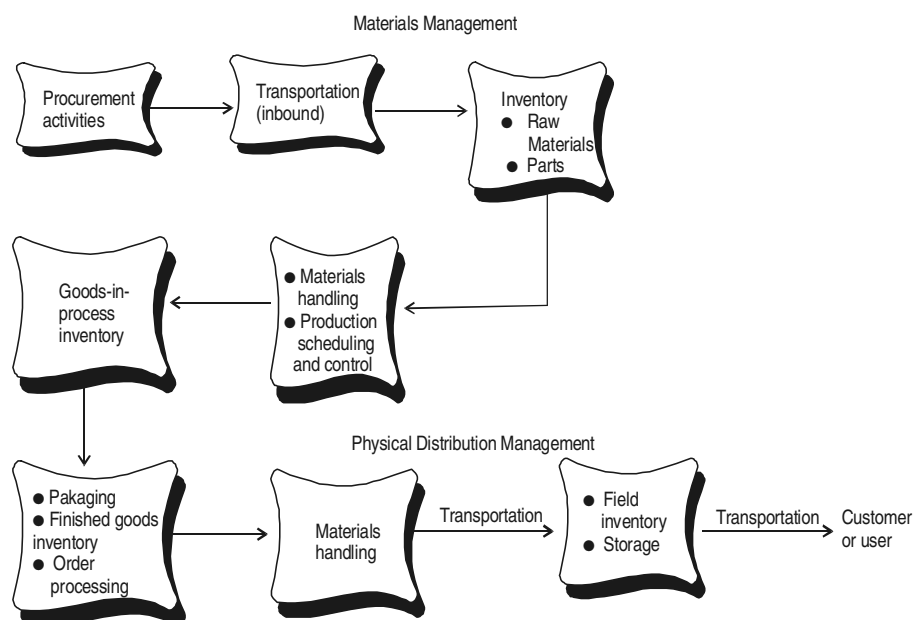 Materials Management
Procurement
activities
Transportation
(inbound)
Inventory
● Raw
Materials
● Parts
● Materials
handling
● Production
scheduling
and control
Goods-in-
process
inventory
Physical Distribution Management
● Pakaging
● Finished goods
inventory
● Order
processing
Materials
handling
Transportation
● Field
inventory
● Storage
Transportation
Customer
or user